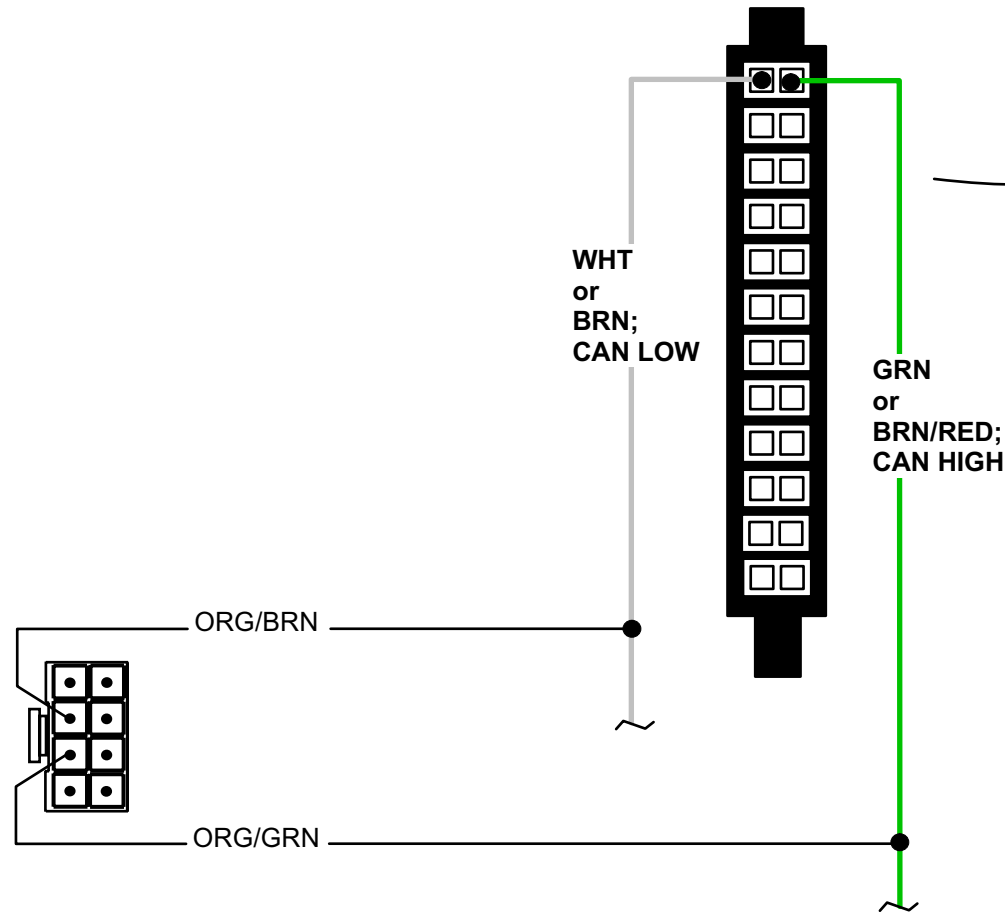 WHT
or
BRN;
CAN LOW
GRN
or
BRN/RED;
CAN HIGH
ORG/BRN
ORG/GRN